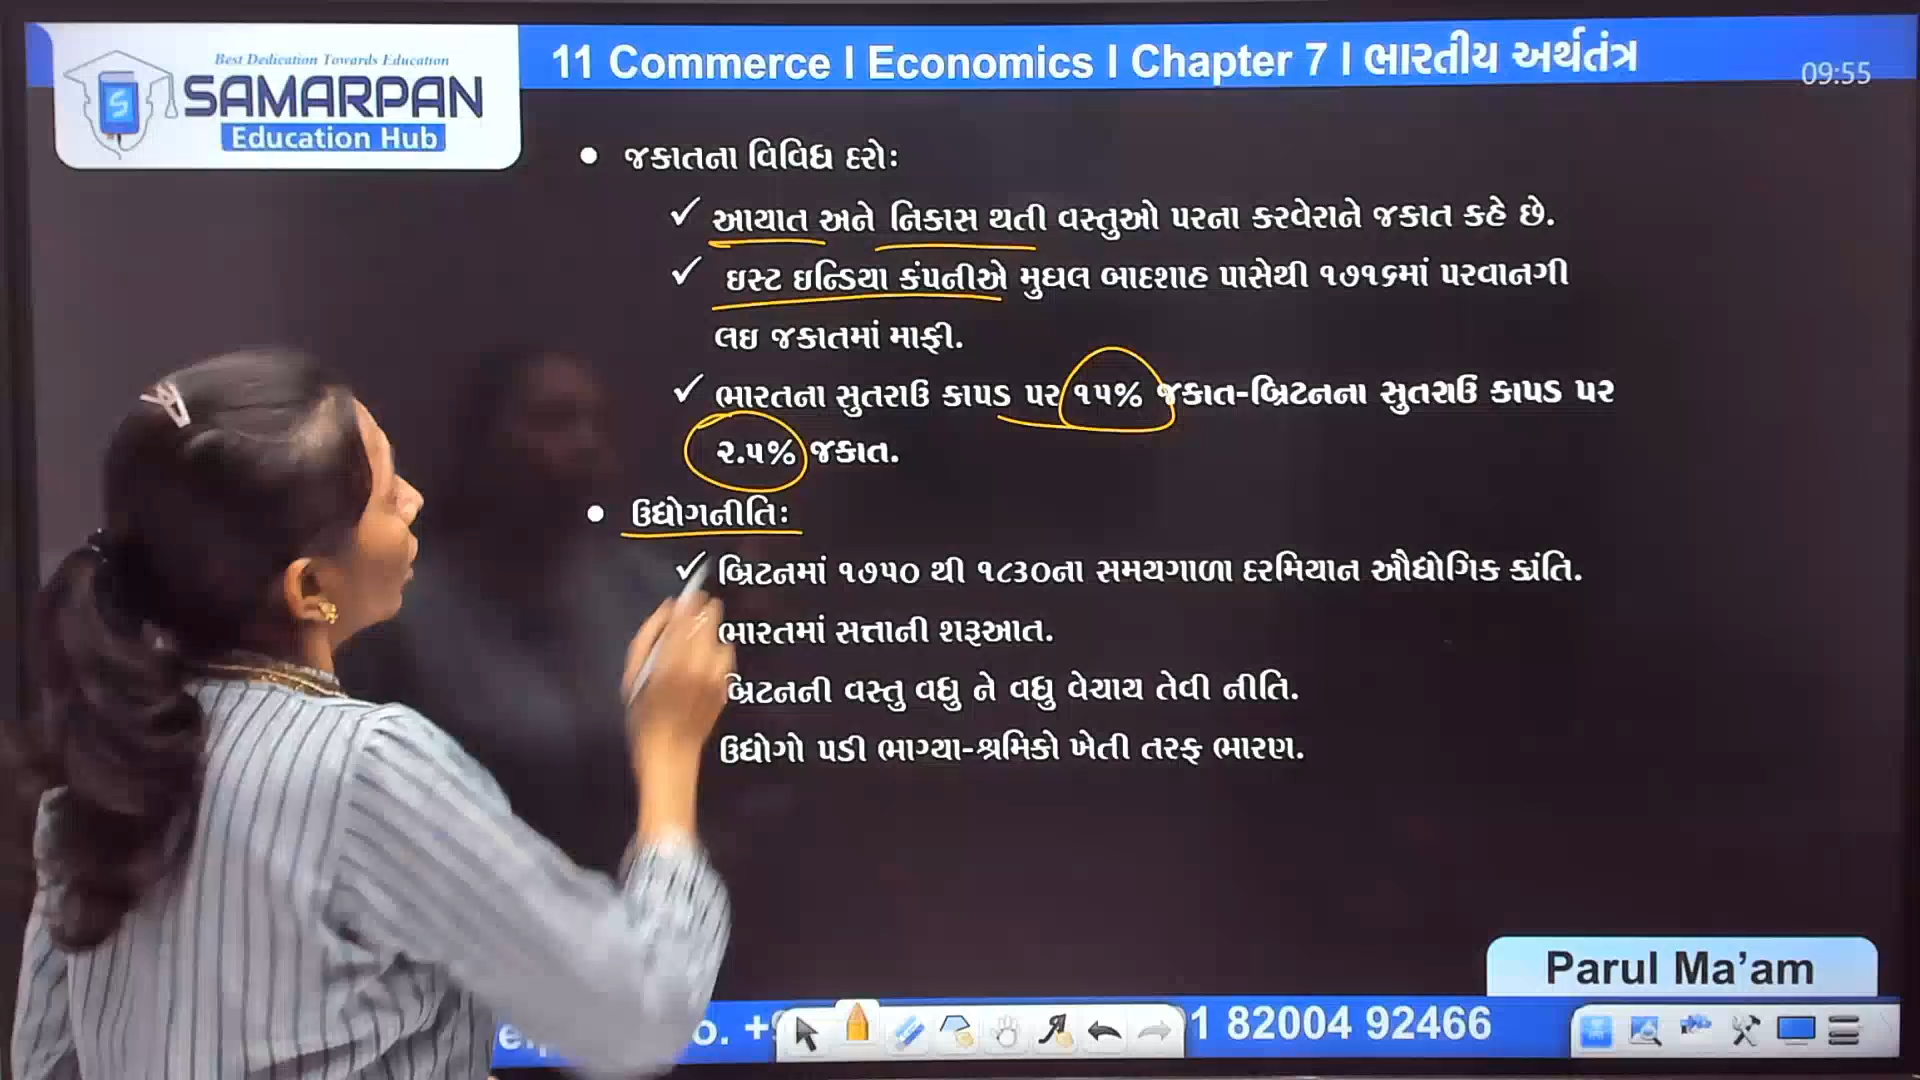 Best Dedication Towards Education
SAMARPAN
Education Hub
11 Commerce I Economics I Chapter 7 I ભારતીય અર્થતંત્ર
09:55
જકાતના વિવિધ દરોઃ
આયાત અને નિકાસ થતી વસ્તુઓ પરના કરવેરાને જકાત કહે છે.
ઇસ્ટ ઇન્ડિયા કંપનીએ મુઘલ બાદશાહ પાસેથી ૧૭૧૬માં પરવાનગી
લઇ જકાતમાં માફી.
ભારતના સુતરાઉ કાપડ પર ૧૫% જકાત-બ્રિટનના સુતરાઉ કાપડ પર
૨.૫% જકાત.
ઉદ્યોગનીતિઃ
બ્રિટનમાં ૧૭૫૦ થી ૧૮૩૦ના સમયગાળા દરમિયાન ઔદ્યોગિક ક્રાંતિ.
ભારતમાં સત્તાની શરૂઆત.
બ્રિટનની વસ્તુ વધુ ને વધુ વેચાય તેવી નીતિ.
ઉદ્યોગો પડી ભાગ્યા-શ્રમિકો ખેતી તરફ ભારણ.
Parul Ma'am
o. +9 1 82004 92466